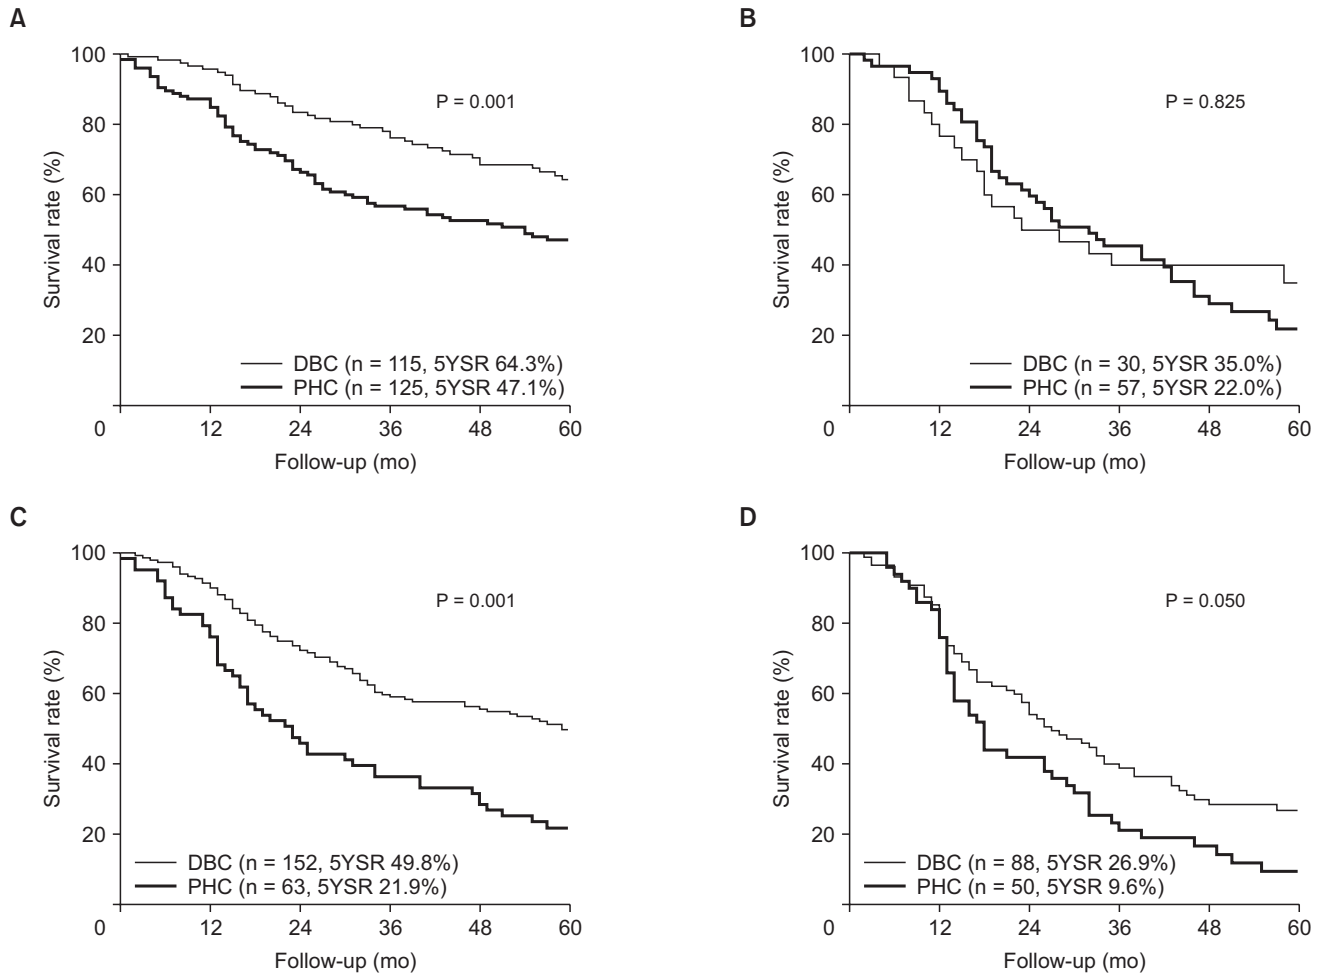 A
Survival rate (%)
100
80
60
40
20
0
12
24
36
48
60
Follow-up (mo)
P = 0.001
DBC (n = 115, 5YSR 64.3%)
PHC (n = 125, 5YSR 47.1%)
B
Survival rate (%)
100
80
60
40
20
0
12
24
36
48
60
Follow-up (mo)
P = 0.825
DBC (n = 30, 5YSR 35.0%)
PHC (n = 57, 5YSR 22.0%)
C
Survival rate (%)
100
80
60
40
20
0
12
24
36
48
60
Follow-up (mo)
P = 0.001
DBC (n = 152, 5YSR 49.8%)
PHC (n = 63, 5YSR 21.9%)
D
Survival rate (%)
100
80
60
40
20
0
12
24
36
48
60
Follow-up (mo)
P = 0.050
DBC (n = 88, 5YSR 26.9%)
PHC (n = 50, 5YSR 9.6%)